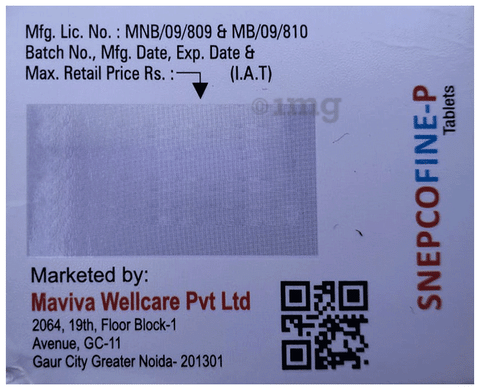 Mfg. Lic. No. : MNB/09/809 & MB/09/810
Batch No., Mfg. Date, Exp. Date &
Max. Retail Price Rs. : (I.A.T)
1mg
SNEPCOFINE-P
Tablets
Marketed by:
Maviva Wellcare Pvt Ltd
2064, 19th, Floor Block-1
Avenue, GC-11
Gaur City Greater Noida- 201301